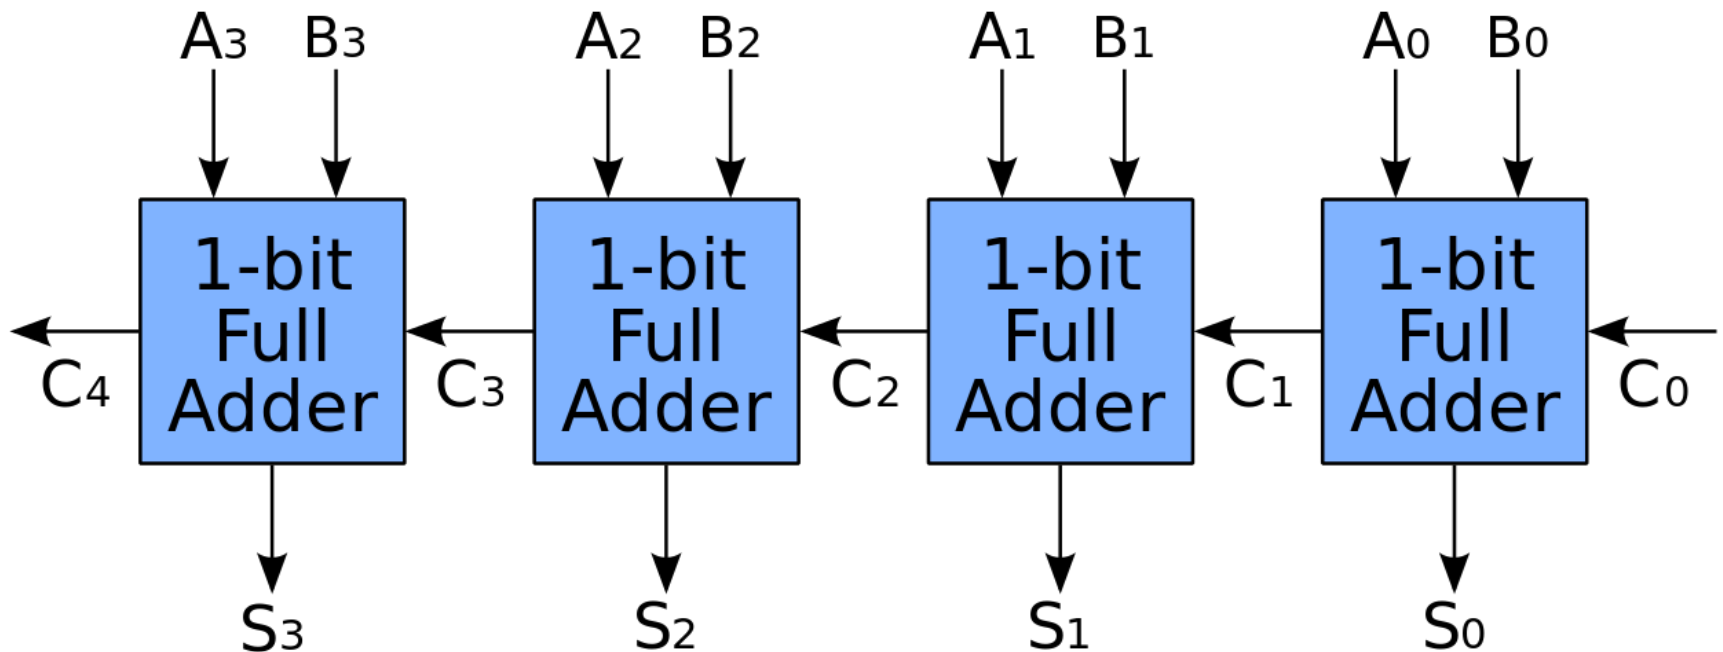 A3 B3 A2 B2 A1 B1 A0 B0
1-bit Full Adder
1-bit Full Adder
1-bit Full Adder
1-bit Full Adder
C4 C3 C2 C1 C0
S3 S2 S1 S0